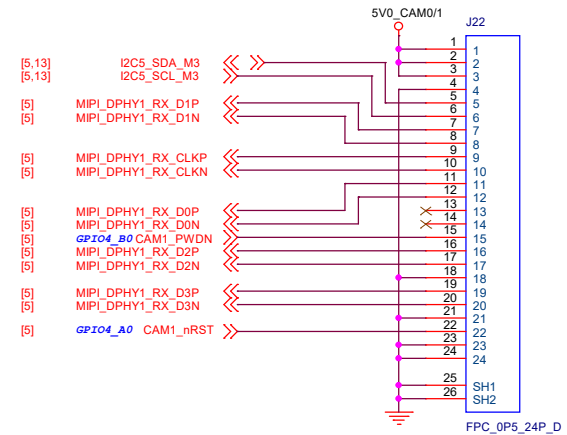 5V0_CAM0/1
J22
1 1
[5,13] I2C5_SDA_M3 2 2
[5,13] I2C5_SCL_M3 3 3
4 4
[5] MIPI_DPHY1_RX_D1P 5 5
[5] MIPI_DPHY1_RX_D1N 6 6
7 7
8 8
[5] MIPI_DPHY1_RX_CLKP 9 9
[5] MIPI_DPHY1_RX_CLKN 10 10
11 11
12 12
[5] MIPI_DPHY1_RX_D0P 13 13
[5] MIPI_DPHY1_RX_D0N 14 14
[5] GPIO4_B0 CAM1_PWDN 15 15
[5] MIPI_DPHY1_RX_D2P 16 16
[5] MIPI_DPHY1_RX_D2N 17 17
18 18
[5] MIPI_DPHY1_RX_D3P 19 19
[5] MIPI_DPHY1_RX_D3N 20 20
21 21
[5] GPIO4_A0 CAM1_nRST 22 22
23 23
24 24
25 SH1
26 SH2
FPC_0P5_24P_D